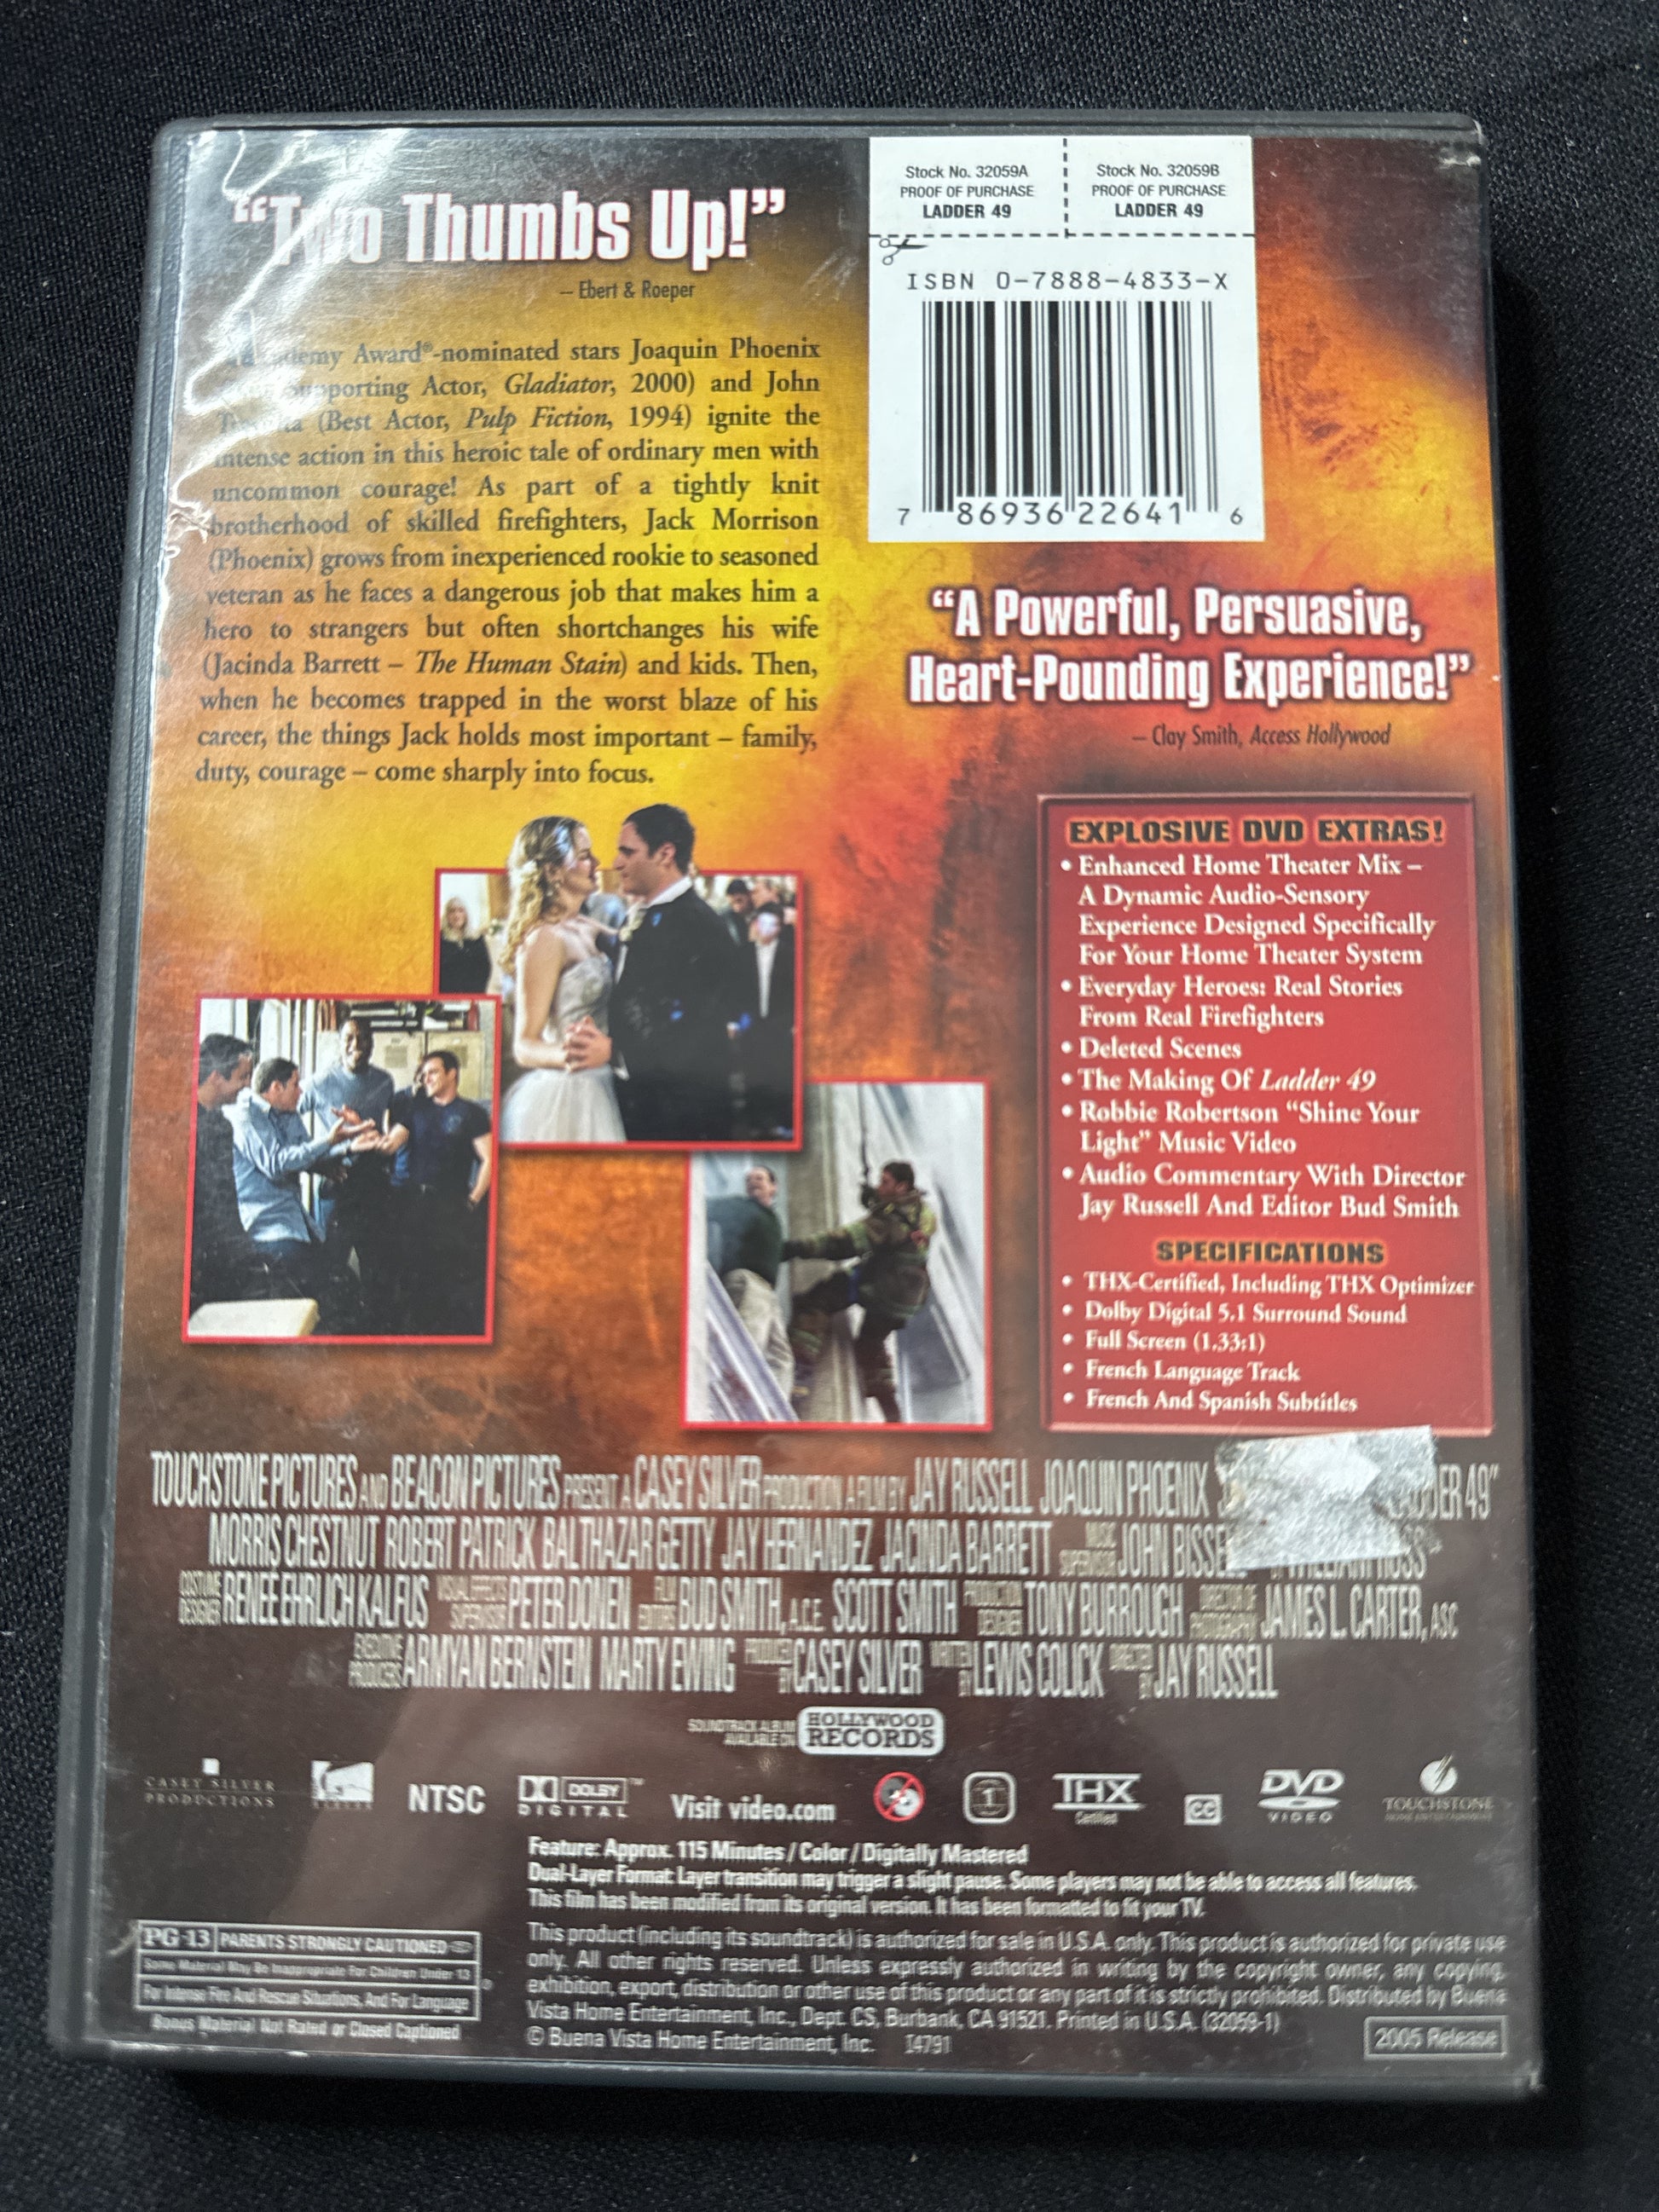 "Two Thumbs Up!"
– Ebert & Roeper
Academy Award®-nominated stars Joaquin Phoenix
Supporting Actor, Gladiator, 2000) and John
Travolta (Best Actor, Pulp Fiction, 1994) ignite the
intense action in this heroic tale of ordinary men with
uncommon courage! As part of a tightly knit
brotherhood of skilled firefighters, Jack Morrison
(Phoenix) grows from inexperienced rookie to seasoned
veteran as he faces a dangerous job that makes him a
hero to strangers but often shortchanges his wife
(Jacinda Barrett – The Human Stain) and kids. Then,
when he becomes trapped in the worst blaze of his
career, the things Jack holds most important – family,
duty, courage – come sharply into focus.
Stock No. 32059A
PROOF OF PURCHASE
LADDER 49
Stock No. 32059B
PROOF OF PURCHASE
LADDER 49
ISBN 0-7888-4833-X
7 86936 22641 6
"A Powerful, Persuasive,
Heart-Pounding Experience!"
– Clay Smith, Access Hollywood
EXPLOSIVE DVD EXTRAS!
• Enhanced Home Theater Mix –
A Dynamic Audio-Sensory
Experience Designed Specifically
For Your Home Theater System
• Everyday Heroes: Real Stories
From Real Firefighters
• Deleted Scenes
• The Making Of Ladder 49
• Robbie Robertson "Shine Your
Light" Music Video
• Audio Commentary With Director
Jay Russell And Editor Bud Smith
SPECIFICATIONS
• THX-Certified, Including THX Optimizer
• Dolby Digital 5.1 Surround Sound
• Full Screen (1.33:1)
• French Language Track
• French And Spanish Subtitles
TOUCHSTONE PICTURES AND BEACON PICTURES PRESENT A CASEY SILVER PRODUCTION A FILM BY JAY RUSSELL JOAQUIN PHOENIX 49"
MORRIS CHESTNUT ROBERT PATRICK BALTHAZAR GETTY JAY HERNANDEZ JACINDA BARRETT MUSIC SUPERVISOR JOHN
COSTUME DESIGNER RENÉE EHRLICH KALFUS VISUAL EFFECTS SUPERVISOR PETER DONEN FILM EDITORS BUD SMITH, A.C.E. SCOTT SMITH PRODUCTION DESIGNER TONY BURROUGH DIRECTOR OF PHOTOGRAPHY JAMES L. CARTER, ASC
EXECUTIVE PRODUCERS ARMYAN BERNSTEIN MARTY EWING PRODUCED BY CASEY SILVER WRITTEN BY LEWIS COLICK DIRECTED BY JAY RUSSELL
SOUNDTRACK ALBUM AVAILABLE ON HOLLYWOOD RECORDS
CASEY SILVER PRODUCTIONS NTSC DOLBY DIGITAL ™ Visit video.com 1 THX Certified CC DVD VIDEO TOUCHSTONE HOME ENTERTAINMENT
Feature: Approx. 115 Minutes / Color / Digitally Mastered
Dual-Layer Format: Layer transition may trigger a slight pause. Some players may not be able to access all features.
This film has been modified from its original version. It has been formatted to fit your TV.
PG-13 PARENTS STRONGLY CAUTIONED
Some Material May Be Inappropriate For Children Under 13
For Intense Fire And Rescue Situations, And For Language
Bonus Material Not Rated or Closed Captioned
This product (including its soundtrack) is authorized for sale in U.S.A. only. This product is authorized for private use
only. All other rights reserved. Unless expressly authorized in writing by the copyright owner, any copying,
exhibition, export, distribution or other use of this product or any part of it is strictly prohibited. Distributed by Buena
Vista Home Entertainment, Inc., Dept. CS, Burbank, CA 91521. Printed in U.S.A. (32059-1)
© Buena Vista Home Entertainment, Inc. I4791
2005 Release